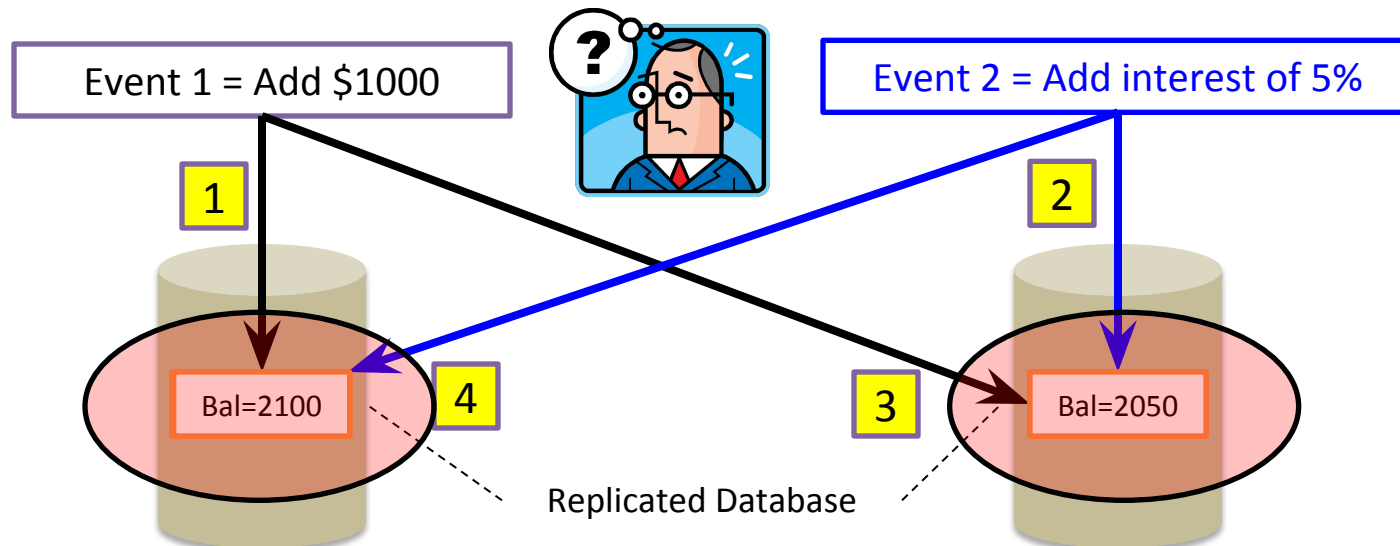 ?
Event 1 = Add $1000
Event 2 = Add interest of 5%
1
2
Bal=2100
4
3
Bal=2050
Replicated Database